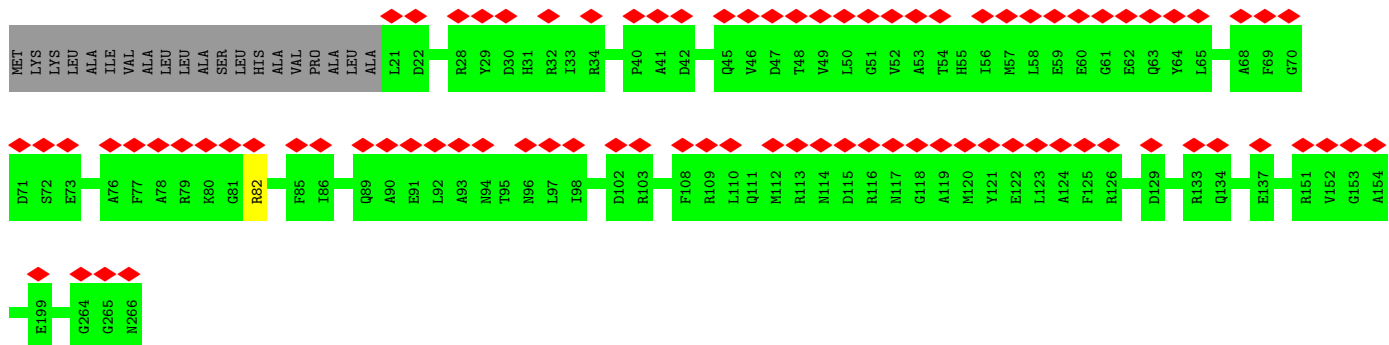 MET LYS LYS LEU ALA ILE VAL ALA LEU LEU ALA SER LEU HIS ALA VAL PRO ALA LEU ALA L21 D22 R28 Y29 D30 H31 R32 I33 R34 P40 A41 D42 Q45 V46 D47 T48 V49 L50 G51 V52 A53 T54 H55 I56 M57 L58 E59 E60 G61 E62 Q63 Y64 L65 A68 F69 G70
D71 S72 E73 A76 F77 A78 R79 K80 G81 R82 F85 I86 Q89 A90 E91 L92 A93 N94 T95 N96 L97 I98 D102 R103 F108 R109 L110 Q111 M112 R113 N114 D115 R116 N117 G118 A119 M120 Y121 E122 L123 A124 F125 R126 D129 R133 Q134 E137 R151 V152 G153 A154
E199 G264 G265 N266